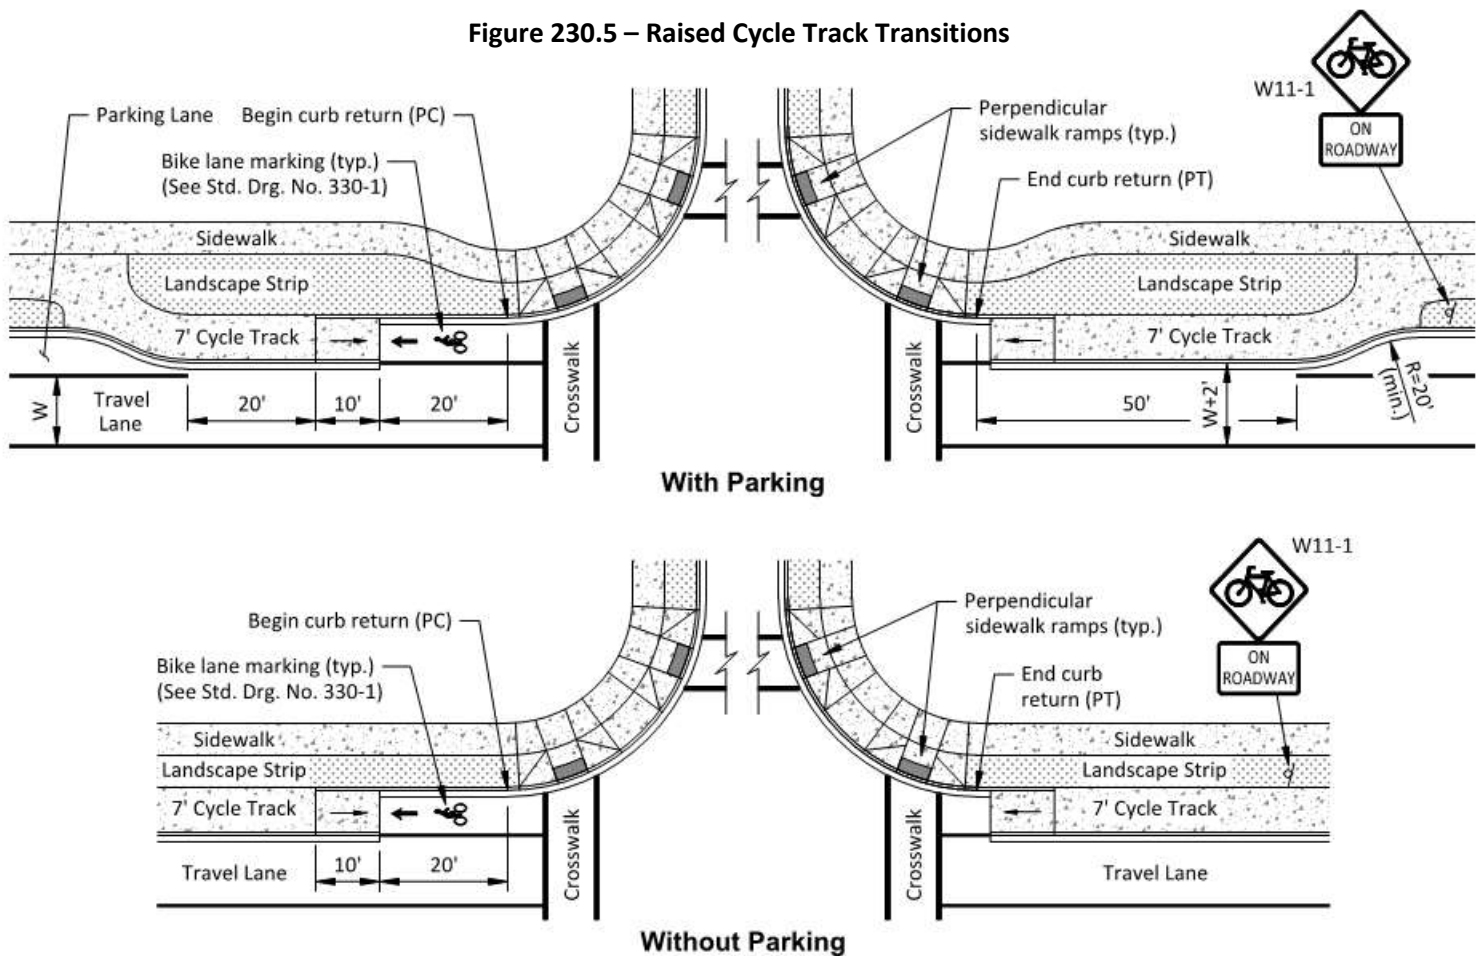 Figure 230.5 – Raised Cycle Track Transitions
W11-1
ON
ROADWAY
Parking Lane
Begin curb return (PC)
Bike lane marking (typ.)
(See Std. Drg. No. 330-1)
Perpendicular
sidewalk ramps (typ.)
End curb return (PT)
Sidewalk
Landscape Strip
7' Cycle Track
Sidewalk
Landscape Strip
7' Cycle Track
W
Travel
Lane
20'
10'
20'
Crosswalk
Crosswalk
50'
W+2'
R=20'
(min.)
With Parking
W11-1
ON
ROADWAY
Begin curb return (PC)
Bike lane marking (typ.)
(See Std. Drg. No. 330-1)
Perpendicular
sidewalk ramps (typ.)
End curb
return (PT)
Sidewalk
Landscape Strip
7' Cycle Track
Sidewalk
Landscape Strip
7' Cycle Track
Travel Lane
10'
20'
Crosswalk
Crosswalk
Travel Lane
Without Parking